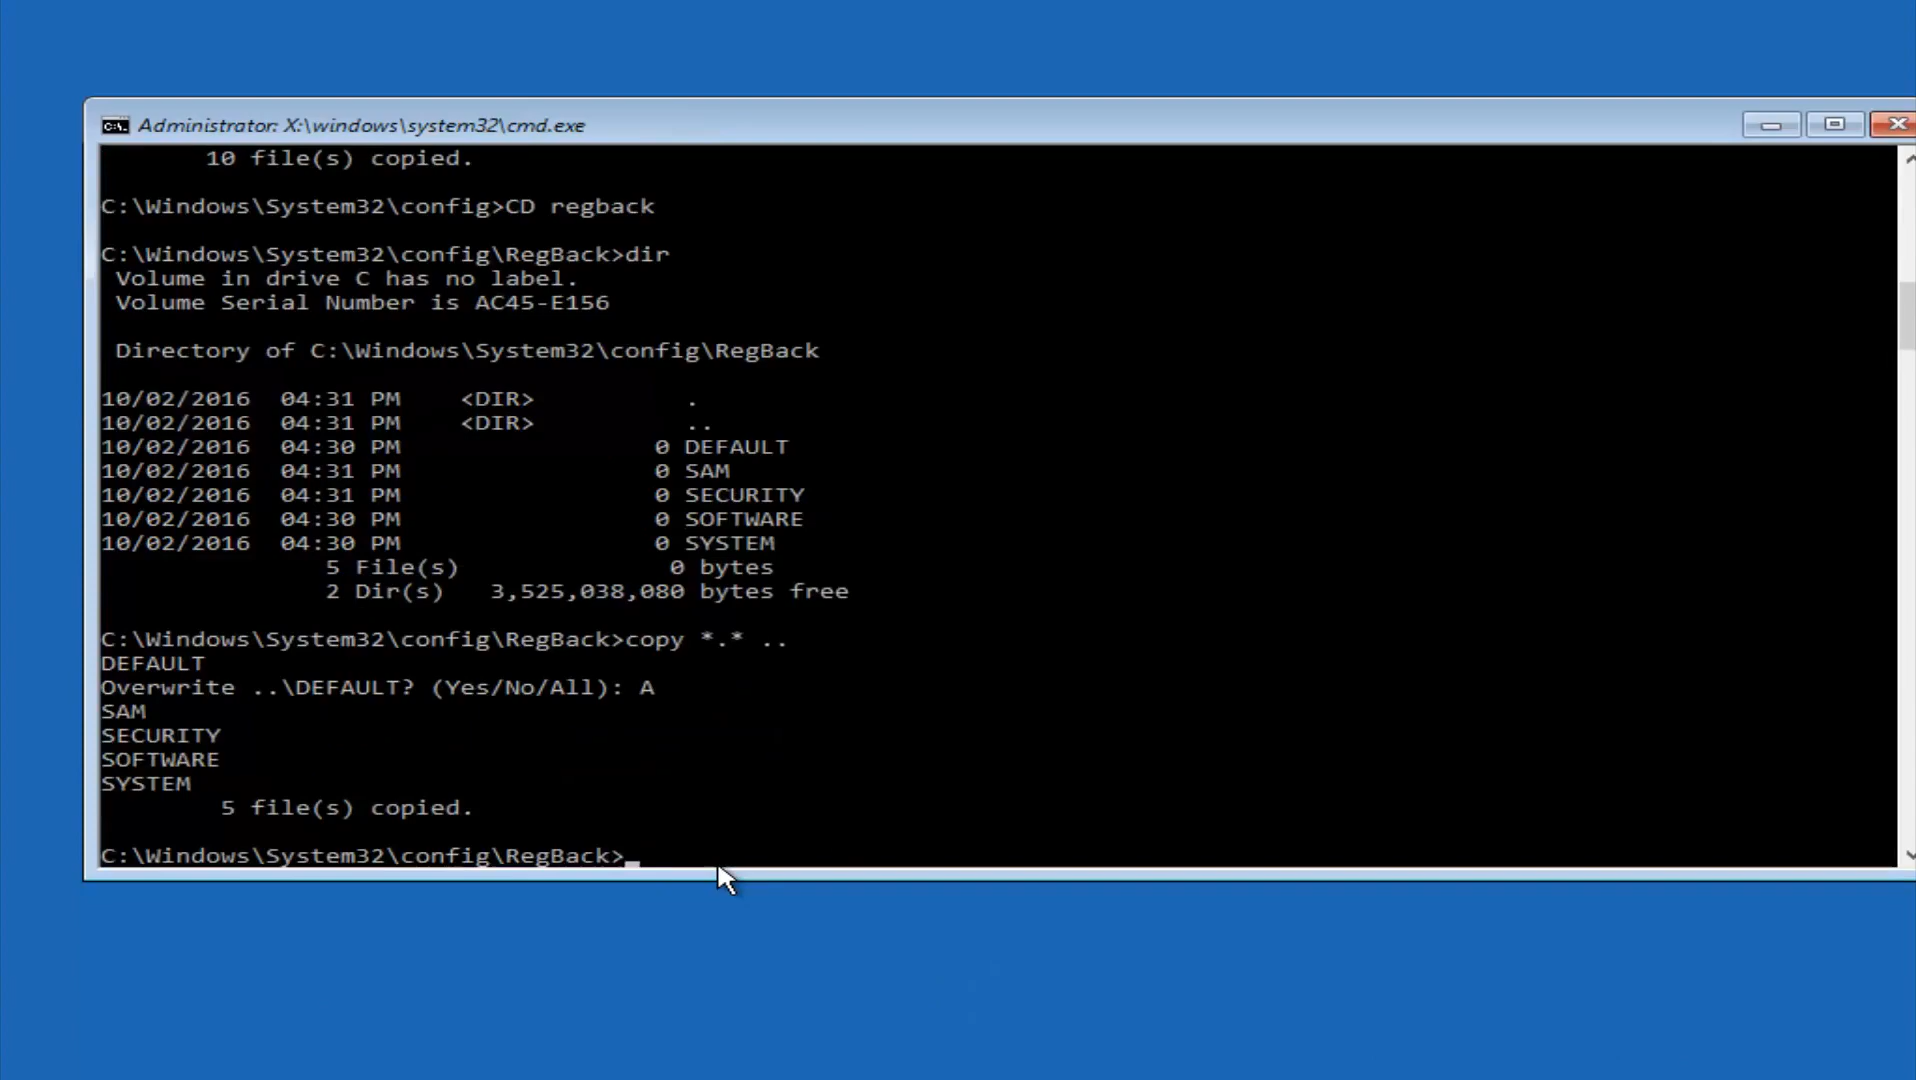 Administrator: X:\windows\system32\cmd.exe
10 file(s) copied.
C:\Windows\System32\config>CD regback
C:\Windows\System32\config\RegBack>dir
Volume in drive C has no label.
Volume Serial Number is AC45-E156
Directory of C:\Windows\System32\config\RegBack
10/02/2016 04:31 PM <DIR> .
10/02/2016 04:31 PM <DIR> ..
10/02/2016 04:30 PM 0 DEFAULT
10/02/2016 04:31 PM 0 SAM
10/02/2016 04:31 PM 0 SECURITY
10/02/2016 04:30 PM 0 SOFTWARE
10/02/2016 04:30 PM 0 SYSTEM
5 File(s) 0 bytes
2 Dir(s) 3,525,038,080 bytes free
C:\Windows\System32\config\RegBack>copy *.* ..
DEFAULT
Overwrite ..\DEFAULT? (Yes/No/All): A
SAM
SECURITY
SOFTWARE
SYSTEM
5 file(s) copied.
C:\Windows\System32\config\RegBack>_